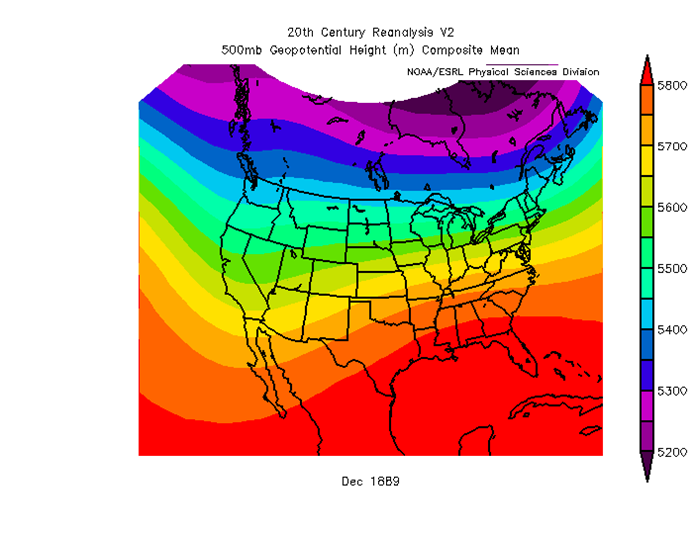 20th Century Reanalysis V2
500mb Geopotential Height (m) Composite Mean
NOAA/ESRL Physical Sciences Division
5800
5700
5600
5500
5400
5300
5200
Dec 1889